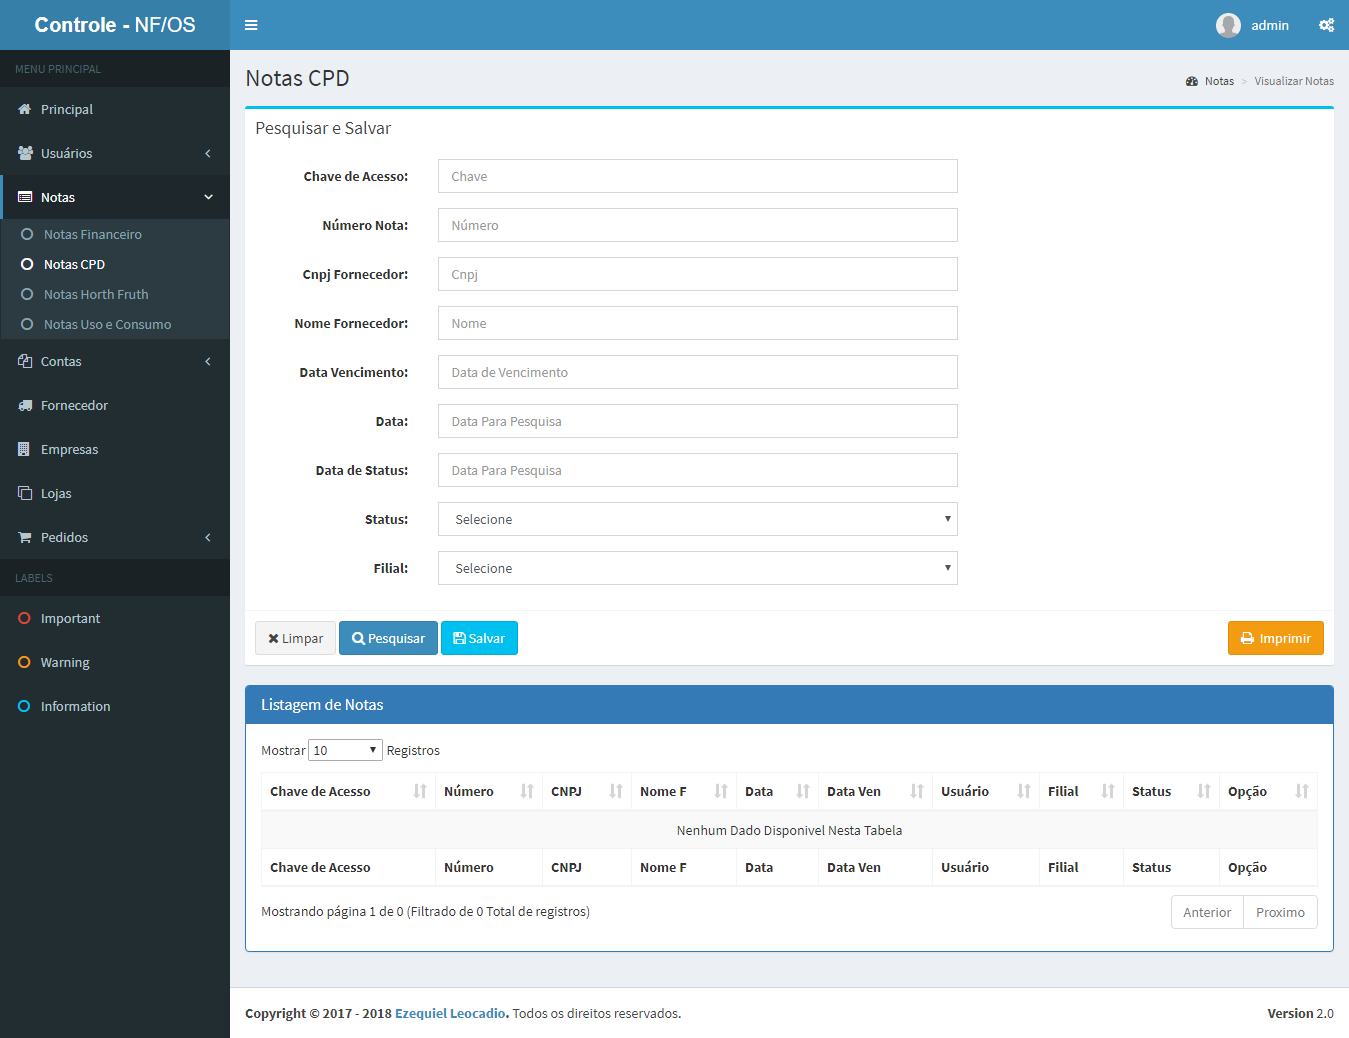 Controle - NF/OS
admin
MENU PRINCIPAL
Principal
Usuários
Notas
Notas Financeiro
Notas CPD
Notas Horth Fruth
Notas Uso e Consumo
Contas
Fornecedor
Empresas
Lojas
Pedidos
LABELS
Important
Warning
Information
Notas CPD
Notas > Visualizar Notas
Pesquisar e Salvar
Chave de Acesso: Chave
Número Nota: Número
Cnpj Fornecedor: Cnpj
Nome Fornecedor: Nome
Data Vencimento: Data de Vencimento
Data: Data Para Pesquisa
Data de Status: Data Para Pesquisa
Status: Selecione
Filial: Selecione
Limpar Pesquisar Salvar Imprimir
Listagem de Notas
Mostrar 10 Registros
Chave de Acesso Número CNPJ Nome F Data Data Ven Usuário Filial Status Opção
Nenhum Dado Disponivel Nesta Tabela
Chave de Acesso Número CNPJ Nome F Data Data Ven Usuário Filial Status Opção
Mostrando página 1 de 0 (Filtrado de 0 Total de registros)
Anterior Proximo
Copyright © 2017 - 2018 Ezequiel Leocadio. Todos os direitos reservados.
Version 2.0